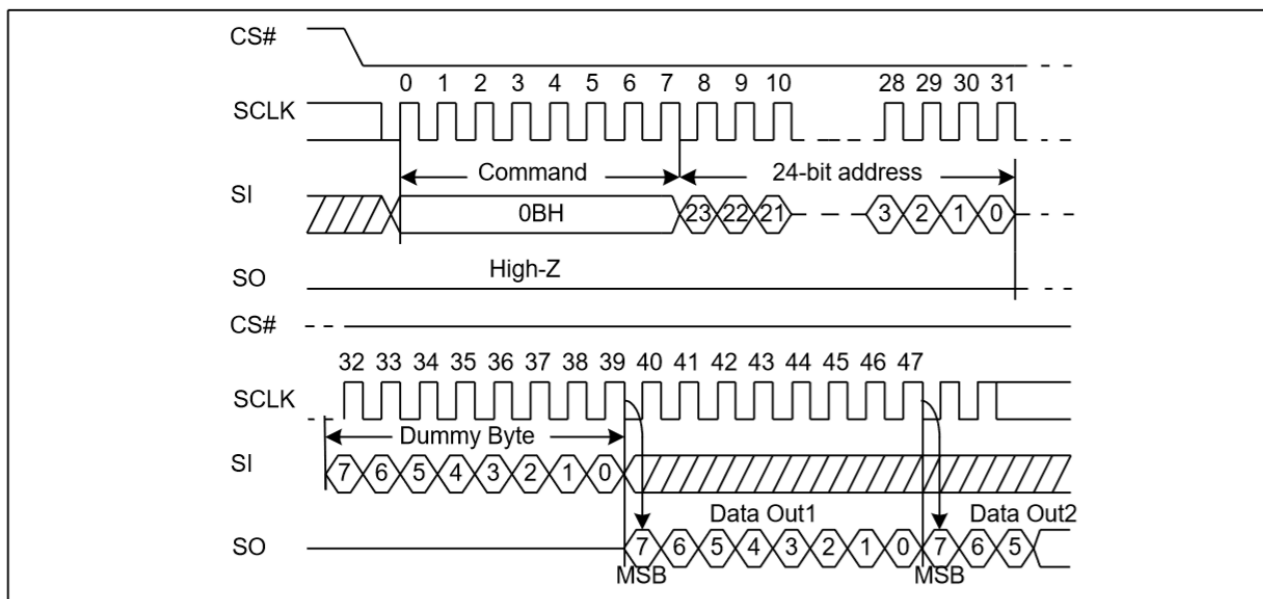 CS#
0 1 2 3 4 5 6 7 8 9 10 28 29 30 31
SCLK
Command 24-bit address
SI
0BH 23 22 21 3 2 1 0
High-Z
SO
CS#
32 33 34 35 36 37 38 39 40 41 42 43 44 45 46 47
SCLK
Dummy Byte
SI
7 6 5 4 3 2 1 0
Data Out1 Data Out2
SO
7 6 5 4 3 2 1 0 7 6 5
MSB MSB